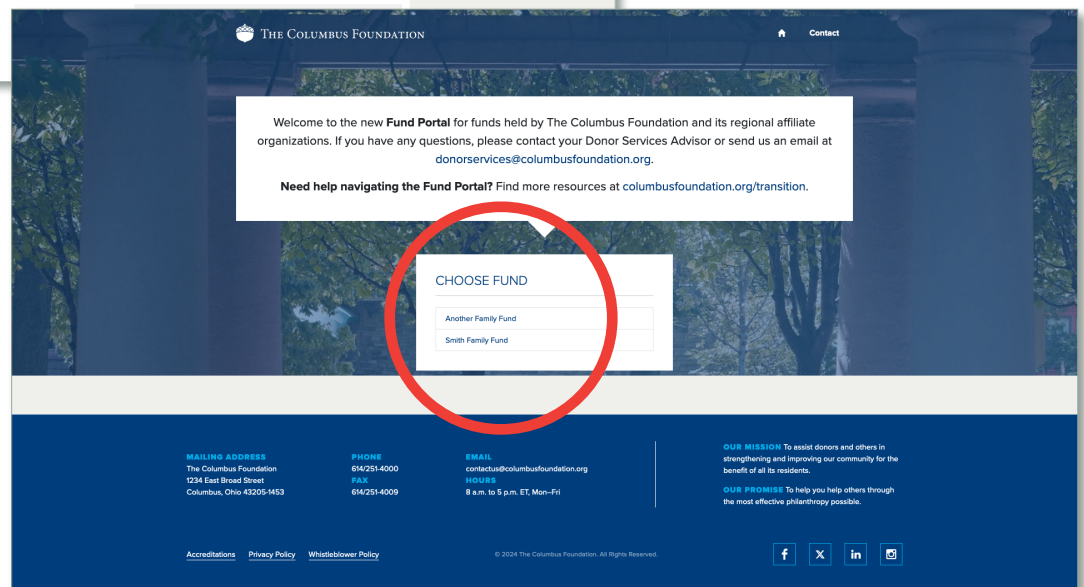 THE COLUMBUS FOUNDATION
Contact
Welcome to the new Fund Portal for funds held by The Columbus Foundation and its regional affiliate
organizations. If you have any questions, please contact your Donor Services Advisor or send us an email at
donorservices@columbusfoundation.org.
Need help navigating the Fund Portal? Find more resources at columbusfoundation.org/transition.
CHOOSE FUND
Another Family Fund
Smith Family Fund
MAILING ADDRESS
The Columbus Foundation
1234 East Broad Street
Columbus, Ohio 43205-1453
PHONE
614/251-4000
FAX
614/251-4009
EMAIL
contactus@columbusfoundation.org
HOURS
8 a.m. to 5 p.m. ET, Mon–Fri
OUR MISSION To assist donors and others in
strengthening and improving our community for the
benefit of all its residents.
OUR PROMISE To help you help others through
the most effective philanthropy possible.
Accreditations Privacy Policy Whistleblower Policy
© 2024 The Columbus Foundation. All Rights Reserved.
f X in